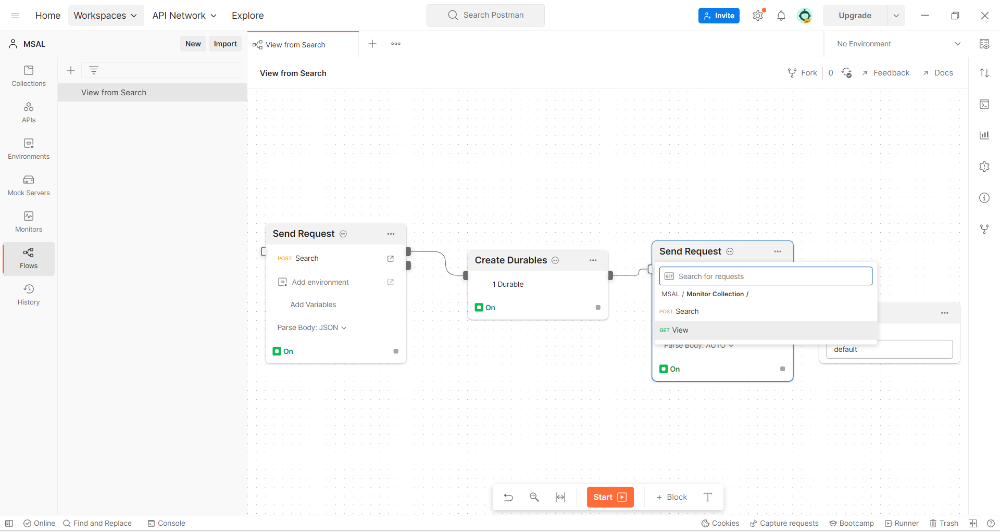 Home Workspaces API Network Explore Search Postman Invite Upgrade
MSAL New Import View from Search No Environment
View from Search Fork 0 Feedback Docs
Collections
View from Search
APIs
Environments
Mock Servers
Monitors
Flows
History
Send Request
POST Search
Add environment
Add Variables
Parse Body: JSON
On
Create Durables
1 Durable
On
Send Request
GET Search for requests
MSAL / Monitor Collection /
POST Search
GET View
Parse Body: AUTO
On
default
Start + Block T
Online Find and Replace Console Cookies Capture requests Bootcamp Runner Trash